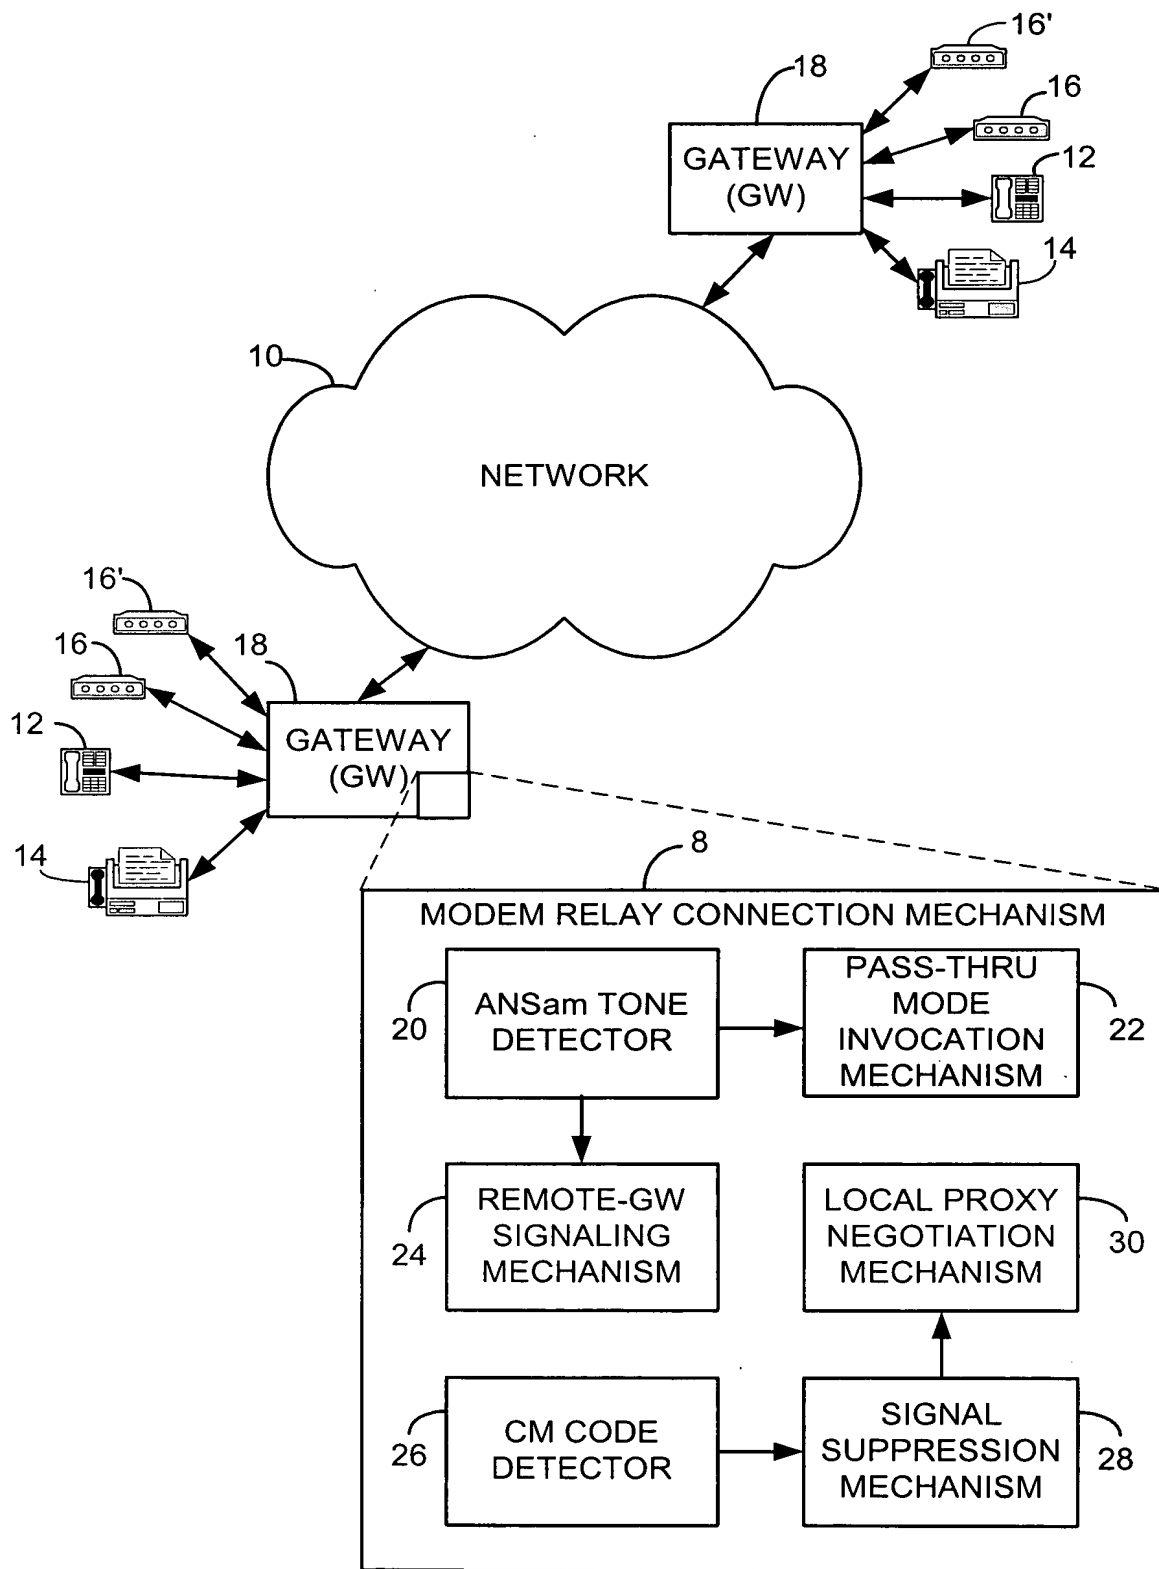 16'
18
16
GATEWAY
(GW)
12
14
10
NETWORK
16'
16
18
12
GATEWAY
(GW)
14
8
MODEM RELAY CONNECTION MECHANISM
20
ANSam TONE
DETECTOR
PASS-THRU
MODE
INVOCATION
MECHANISM
22
24
REMOTE-GW
SIGNALING
MECHANISM
LOCAL PROXY
NEGOTIATION
MECHANISM
30
26
CM CODE
DETECTOR
SIGNAL
SUPPRESSION
MECHANISM
28